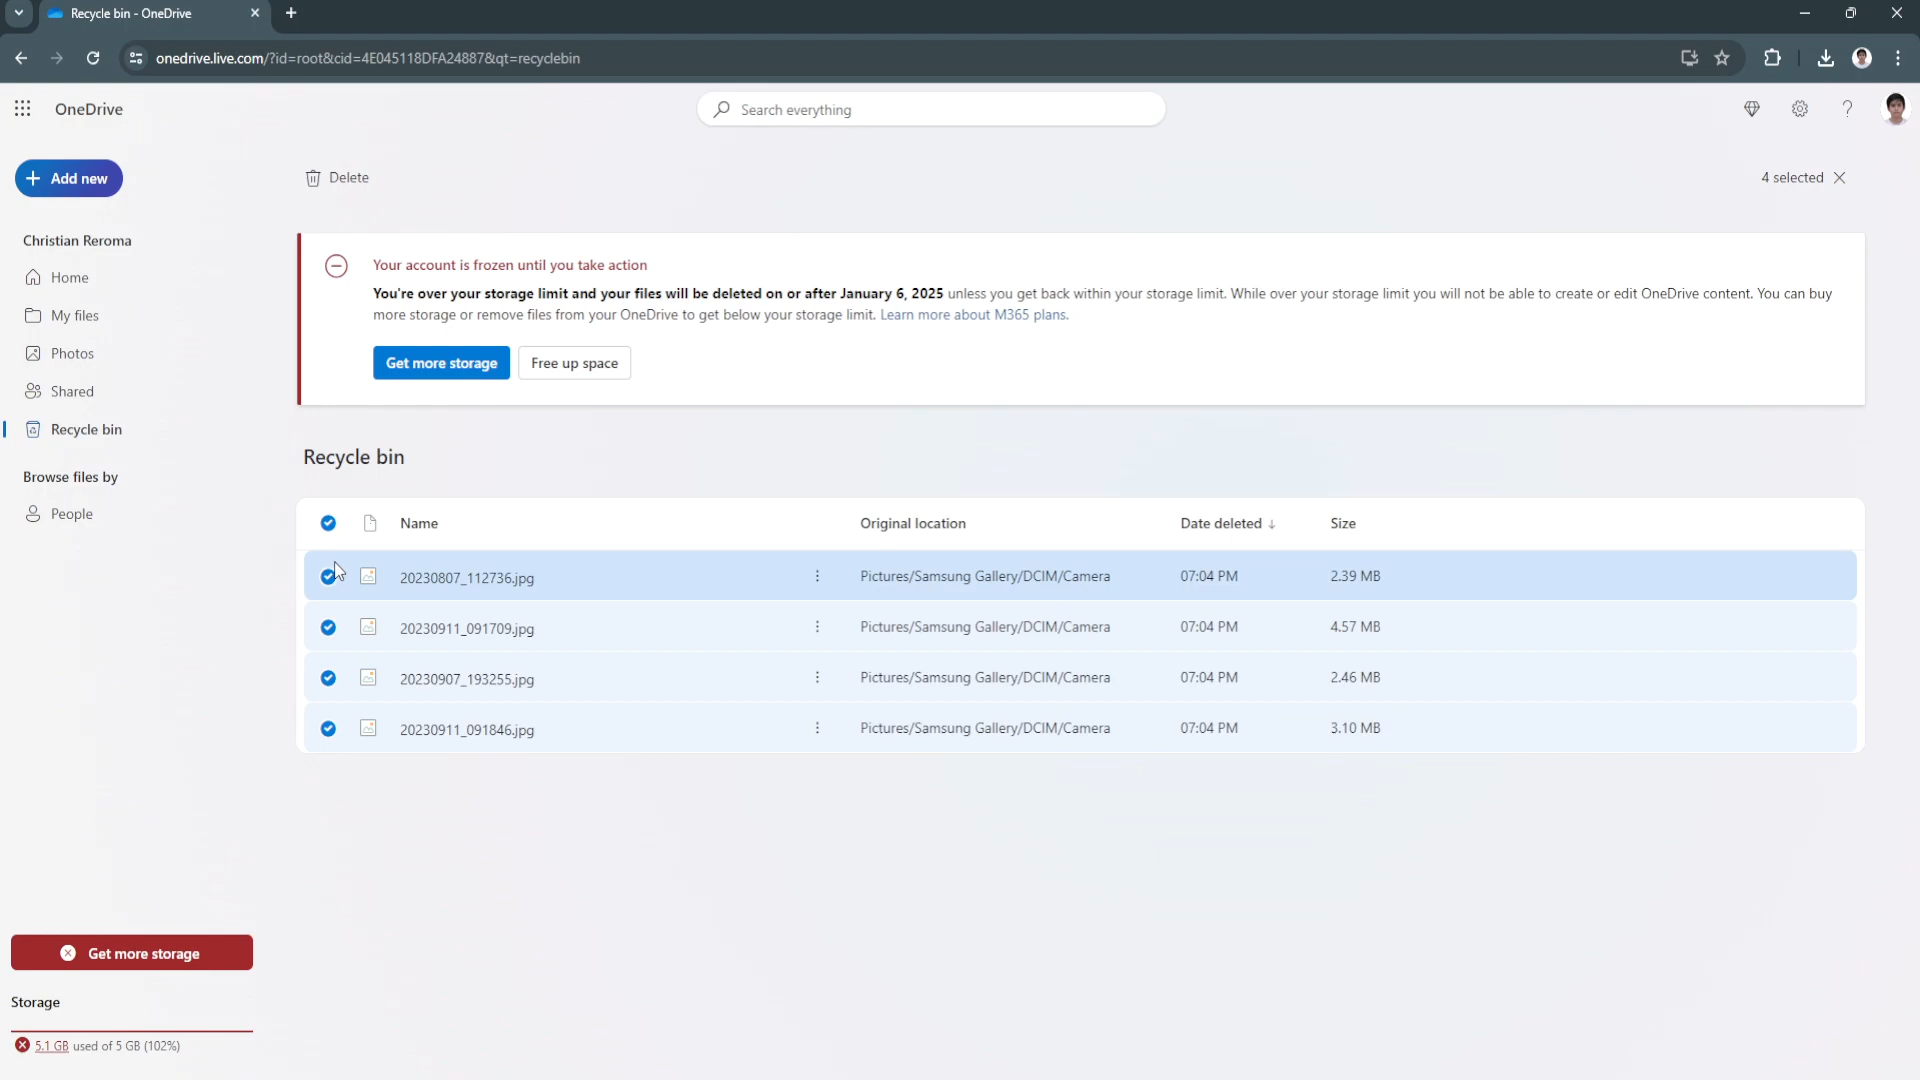 Recycle bin - OneDrive
onedrive.live.com/?id=root&cid=4E045118DFA24887&qt=recyclebin
OneDrive
Search everything
?
+ Add new
Delete
4 selected
Christian Reroma
Home
My files
Photos
Shared
Recycle bin
Browse files by
People
Your account is frozen until you take action
You're over your storage limit and your files will be deleted on or after January 6, 2025 unless you get back within your storage limit. While over your storage limit you will not be able to create or edit OneDrive content. You can buy
more storage or remove files from your OneDrive to get below your storage limit. Learn more about M365 plans.
Get more storage
Free up space
Recycle bin
Name Original location Date deleted ↓ Size
20230807_112736.jpg Pictures/Samsung Gallery/DCIM/Camera 07:04 PM 2.39 MB
20230911_091709.jpg Pictures/Samsung Gallery/DCIM/Camera 07:04 PM 4.57 MB
20230907_193255.jpg Pictures/Samsung Gallery/DCIM/Camera 07:04 PM 2.46 MB
20230911_091846.jpg Pictures/Samsung Gallery/DCIM/Camera 07:04 PM 3.10 MB
Get more storage
Storage
5.1 GB used of 5 GB (102%)